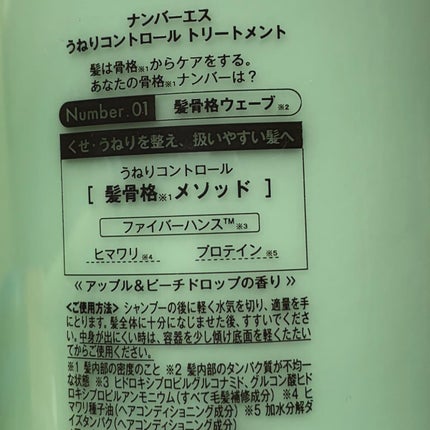 ナンバーエス
うねりコントロール トリートメント
髪は骨格※1からケアをする。
あなたの骨格※1ナンバーは？
Number.01 髪骨格ウェーブ※2
くせ・うねりを整え、扱いやすい髪へ
うねりコントロール
[ 髪骨格※1メソッド ]
ファイバーハンス™※3
ヒマワリ※4 プロテイン※5
≪アップル&ピーチドロップの香り≫
<ご使用方法> シャンプーの後に軽く水気を切り、適量を手
にとります。髪全体に十分になじませた後、すすいでくださ
い。中身が出にくい時は、容器を少し傾け底面を軽くたたい
てからご使用ください。
※1 髪内部の密度のこと ※2 髪内部のタンパク質が不均一
な状態 ※3 ヒドロキシプロピルグルコナミド、グルコン酸ヒド
ロキシプロピルアンモニウム(すべて毛髪補修成分) ※4 ヒ
マワリ種子油(ヘアコンディショニング成分) ※5 加水分解ダ
イズタンパク(ヘアコンディショニング成分)